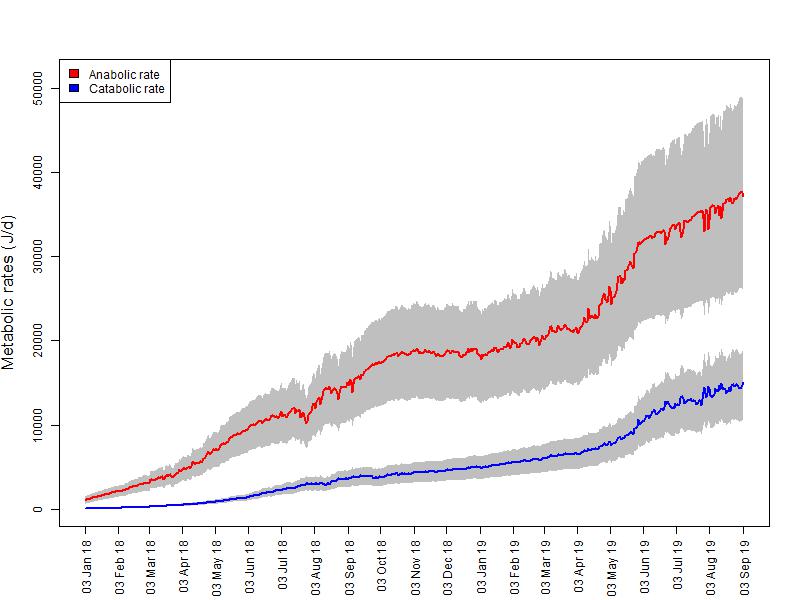 Anabolic rate
Catabolic rate
Metabolic rates (J/d)
50000
40000
30000
20000
10000
0
03 Jan 18
03 Feb 18
03 Mar 18
03 Apr 18
03 May 18
03 Jun 18
03 Jul 18
03 Aug 18
03 Sep 18
03 Oct 18
03 Nov 18
03 Dec 18
03 Jan 19
03 Feb 19
03 Mar 19
03 Apr 19
03 May 19
03 Jun 19
03 Jul 19
03 Aug 19
03 Sep 19